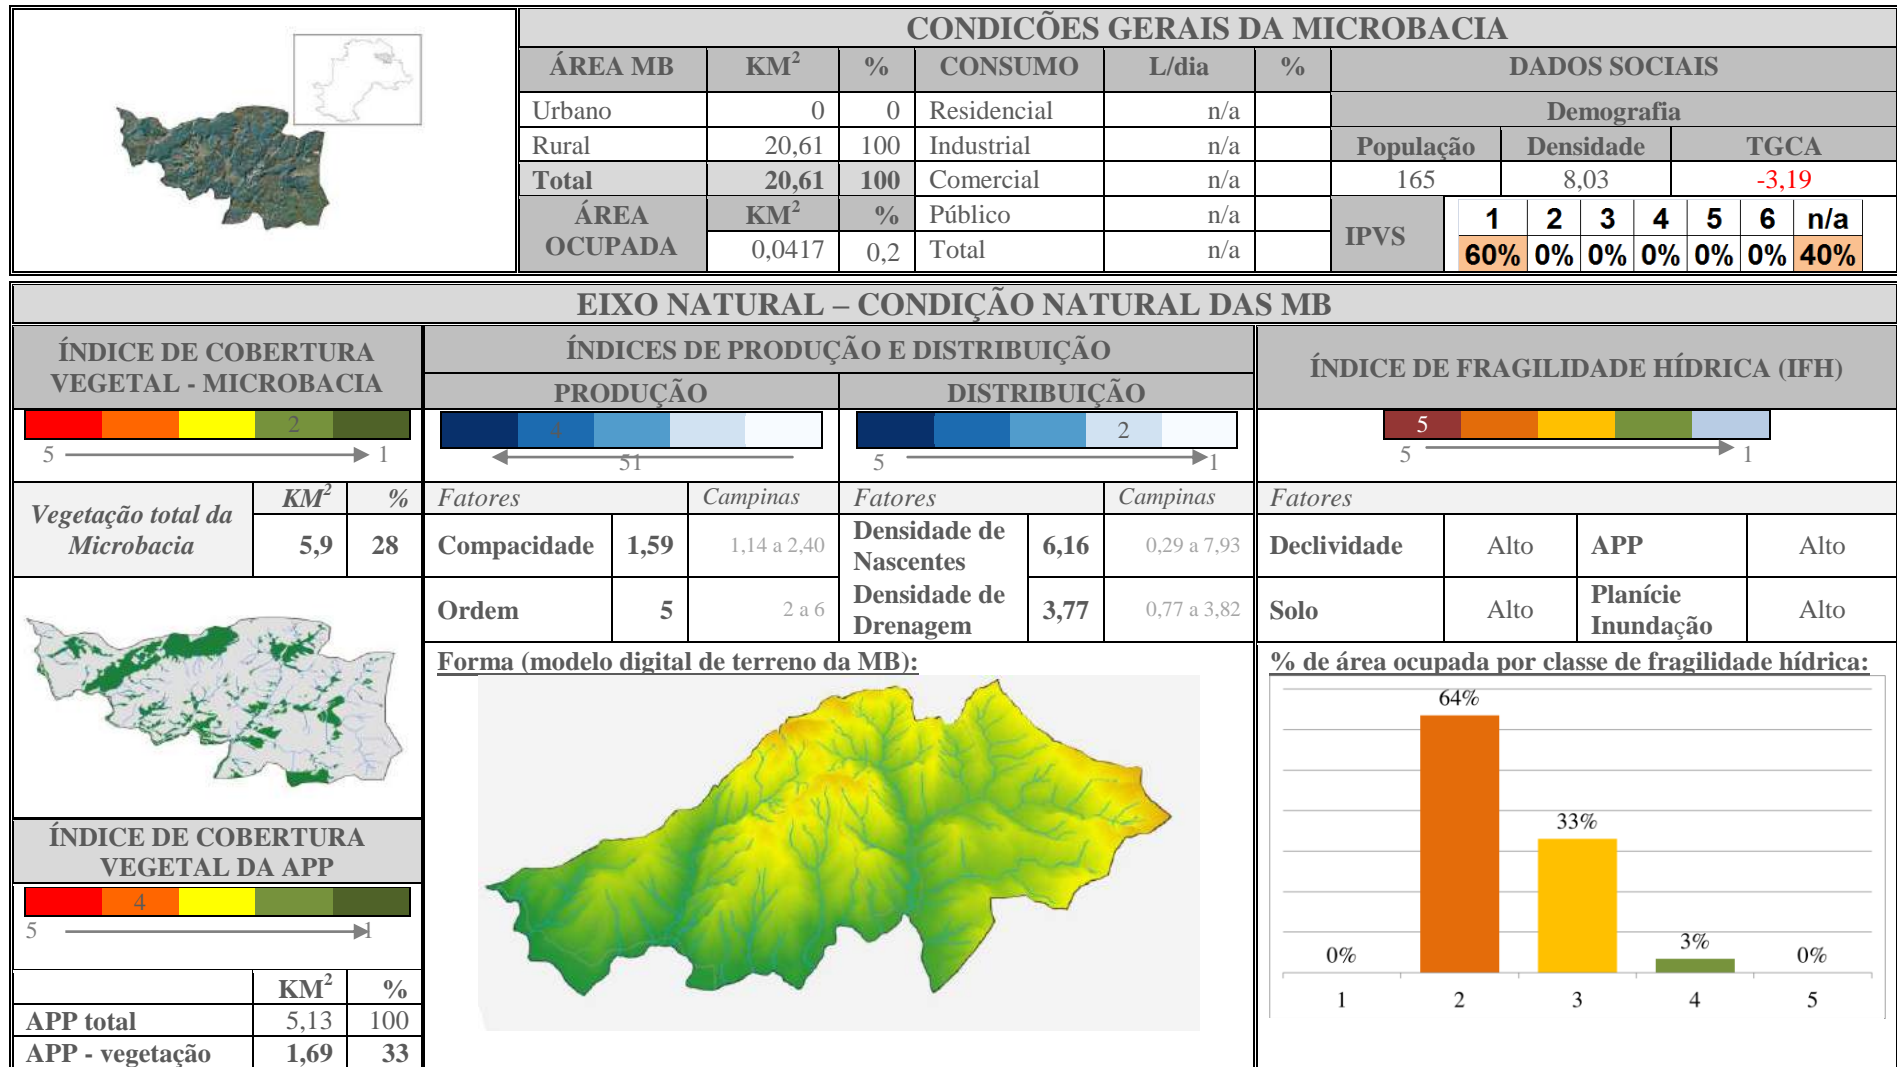 CONDICÕES GERAIS DA MICROBACIA
ÁREA MB KM² % CONSUMO L/dia % DADOS SOCIAIS
Urbano 0 0 Residencial n/a Demografia
Rural 20,61 100 Industrial n/a População Densidade TGCA
Total 20,61 100 Comercial n/a 165 8,03 -3,19
ÁREA OCUPADA KM² % Público n/a IPVS 1 2 3 4 5 6 n/a
0,0417 0,2 Total n/a 60% 0% 0% 0% 0% 0% 40%
EIXO NATURAL – CONDIÇÃO NATURAL DAS MB
ÍNDICE DE COBERTURA
VEGETAL - MICROBACIA
2
5 1
Vegetação total da
Microbacia
KM² %
5,9 28
ÍNDICE DE COBERTURA
VEGETAL DA APP
4
5 1
KM² %
APP total 5,13 100
APP - vegetação 1,69 33
ÍNDICES DE PRODUÇÃO E DISTRIBUIÇÃO
PRODUÇÃO DISTRIBUIÇÃO
4 2
51 5 1
Fatores Campinas Fatores Campinas
Compacidade 1,59 1,14 a 2,40 Densidade de
Nascentes 6,16 0,29 a 7,93
Ordem 5 2 a 6 Densidade de
Drenagem 3,77 0,77 a 3,82
Forma (modelo digital de terreno da MB):
ÍNDICE DE FRAGILIDADE HÍDRICA (IFH)
5
5 1
Fatores
Declividade Alto APP Alto
Solo Alto Planície
Inundação Alto
% de área ocupada por classe de fragilidade hídrica:
64%
33%
3%
0% 0%
1 2 3 4 5